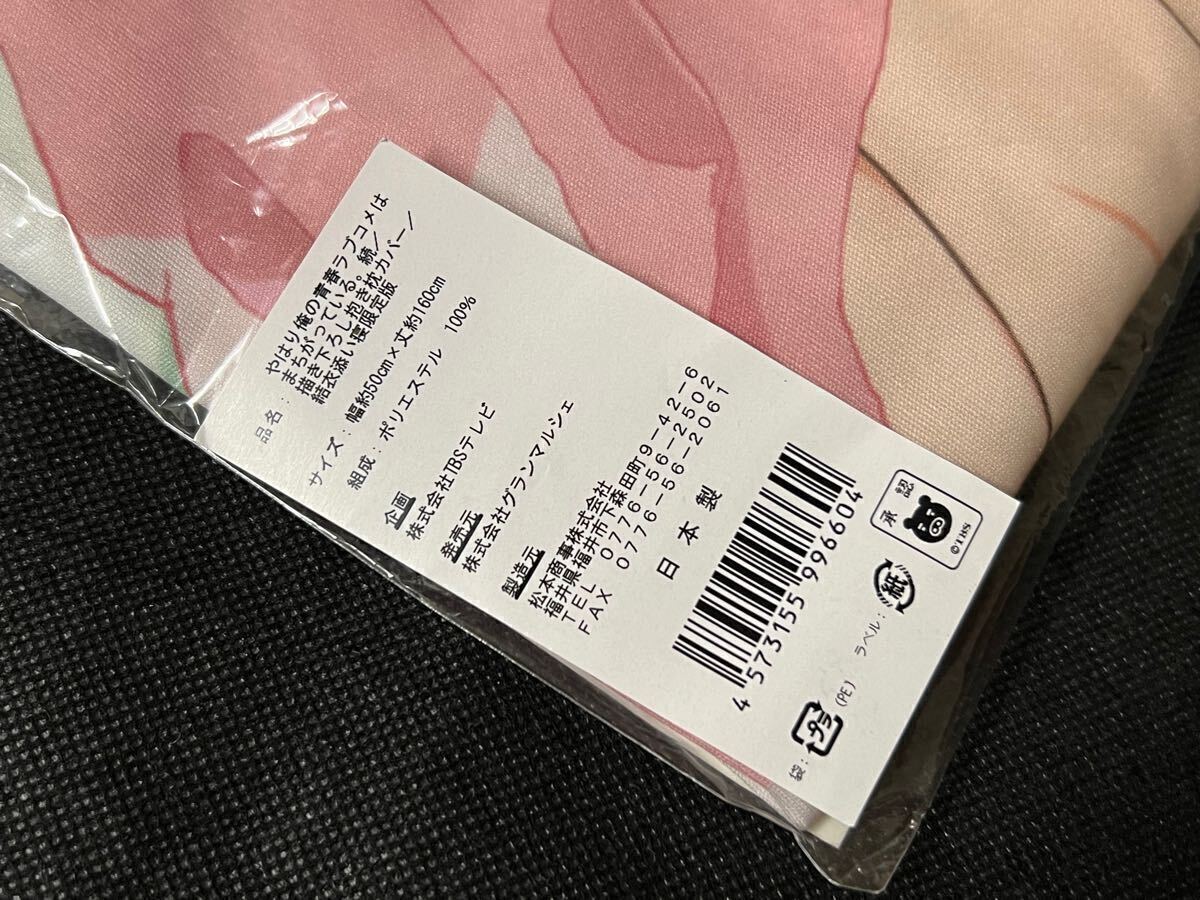 品名：やはり俺の青春ラブコメは
まちがっている。続／
描き下ろし抱き枕カバー／
結衣添い寝限定版
サイズ：幅約50cm×丈約160cm
組成：ポリエステル 100%
企画
株式会社TBSテレビ
発売元
株式会社グランマルシェ
製造元
松本商事株式会社
福井県福井市下森田町9－42－6
TEL 0776－56－2502
FAX 0776－56－2061
日本製
4 573155 996604
承認
©TBS
袋：プラ(PE) ラベル：紙